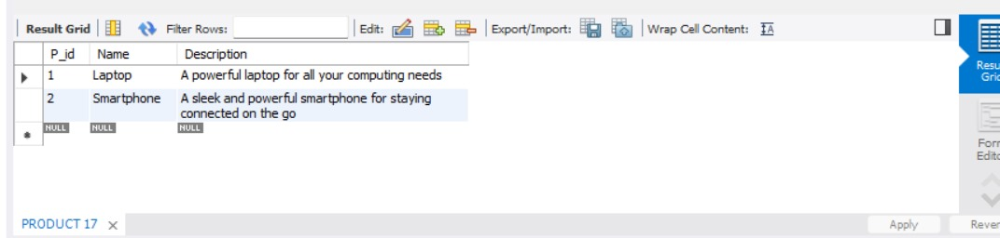 Result Grid Filter Rows: Edit: Export/Import: Wrap Cell Content: IA
P_id Name Description
1 Laptop A powerful laptop for all your computing needs
2 Smartphone A sleek and powerful smartphone for staying
connected on the go
NULL NULL NULL
Resu
Grid
Forr
Edito
PRODUCT 17 Apply Rever